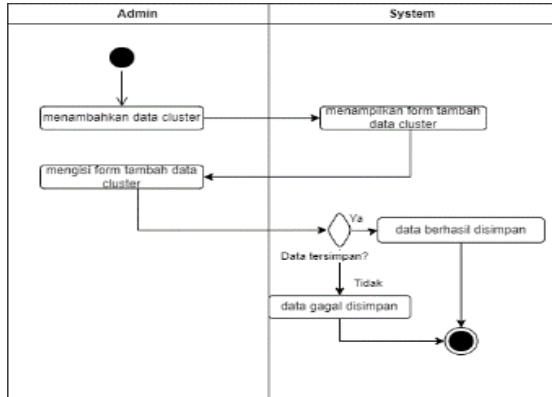 Admin
System
menambahkan data cluster
menampilkan form tambah
data cluster
mengisi form tambah data
cluster
Ya
data berhasil disimpan
Data tersimpan?
Tidak
data gagal disimpan